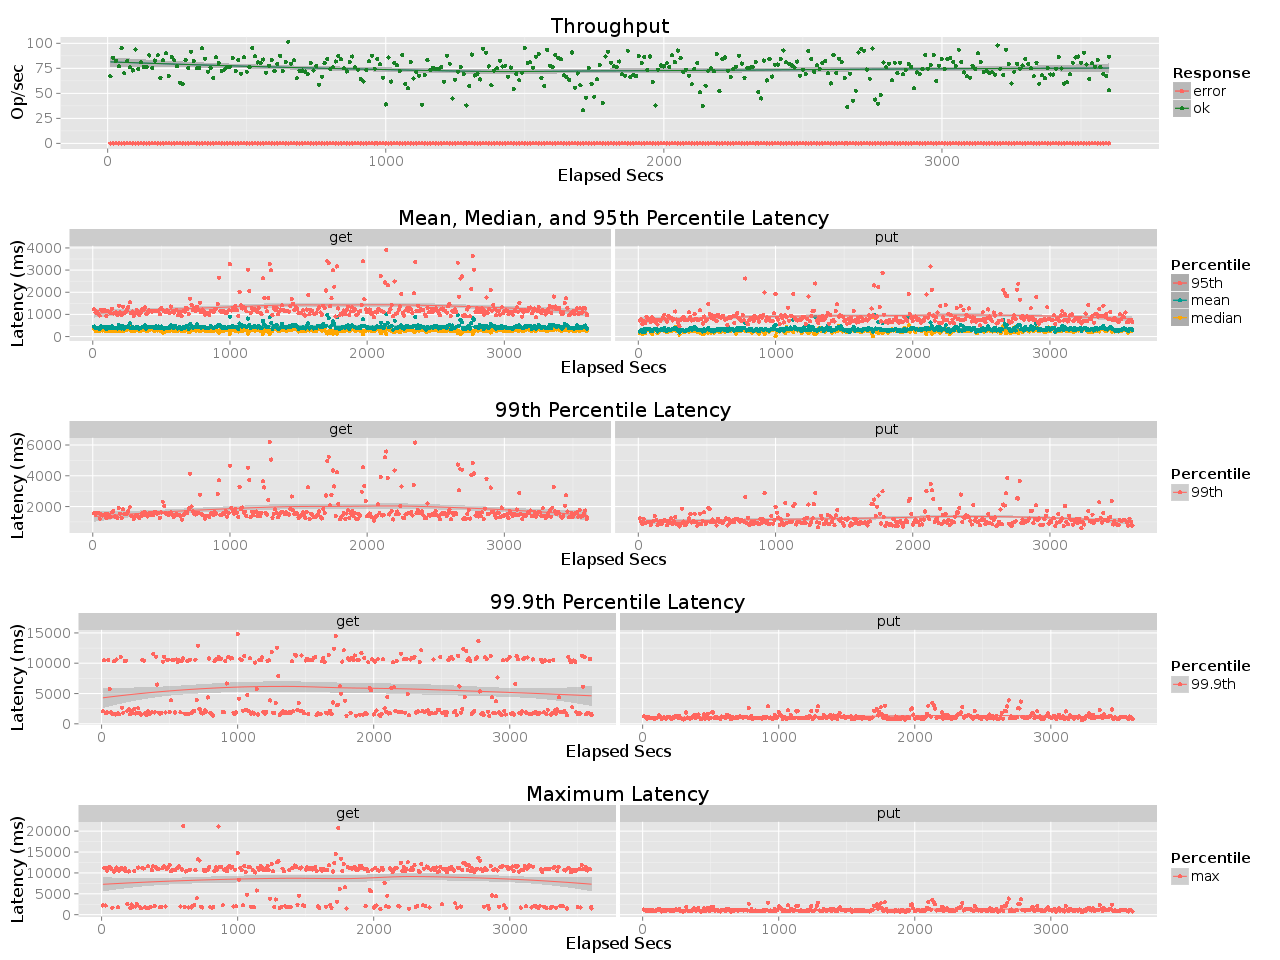 Throughput
100
75
50
25
0
Op/sec
0 1000 2000 3000
Elapsed Secs
Response
error
ok
Mean, Median, and 95th Percentile Latency
get put
4000
3000
2000
1000
0
Latency (ms)
0 1000 2000 3000 0 1000 2000 3000
Elapsed Secs
Percentile
95th
mean
median
99th Percentile Latency
get put
6000
4000
2000
Latency (ms)
0 1000 2000 3000 0 1000 2000 3000
Elapsed Secs
Percentile
99th
99.9th Percentile Latency
get put
15000
10000
5000
0
Latency (ms)
0 1000 2000 3000 0 1000 2000 3000
Elapsed Secs
Percentile
99.9th
Maximum Latency
get put
20000
15000
10000
5000
0
Latency (ms)
0 1000 2000 3000 0 1000 2000 3000
Elapsed Secs
Percentile
max